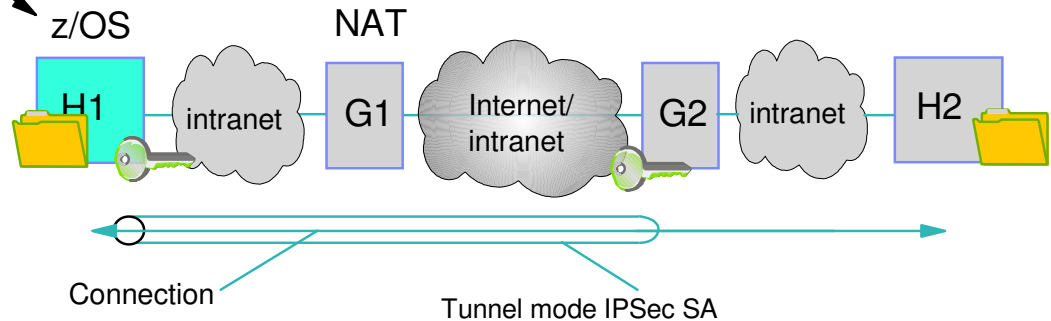 z/OS
NAT
H1
intranet
G1
Internet/
intranet
G2
intranet
H2
Connection
Tunnel mode IPSec SA